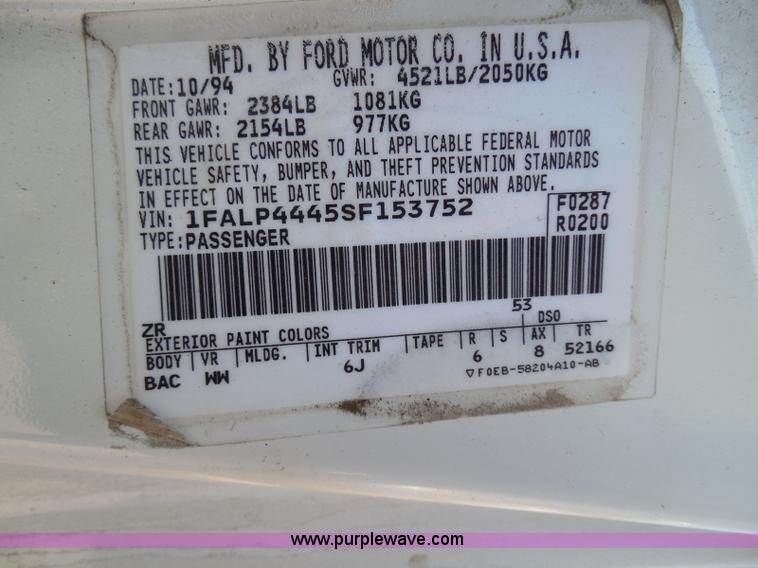 MFD. BY FORD MOTOR CO. IN U.S.A.
DATE: 10/94 GVWR: 4521LB/2050KG
FRONT GAWR: 2384LB 1081KG
REAR GAWR: 2154LB 977KG
THIS VEHICLE CONFORMS TO ALL APPLICABLE FEDERAL MOTOR
VEHICLE SAFETY, BUMPER, AND THEFT PREVENTION STANDARDS
IN EFFECT ON THE DATE OF MANUFACTURE SHOWN ABOVE.
VIN: 1FALP4445SF153752 F0287
TYPE: PASSENGER R0200
53
ZR DSO
EXTERIOR PAINT COLORS
BODY VR MLDG. INT TRIM TAPE R S AX TR
BAC WW 6J 6 8 52166
▽F0EB-58204A10-AB
www.purplewave.com